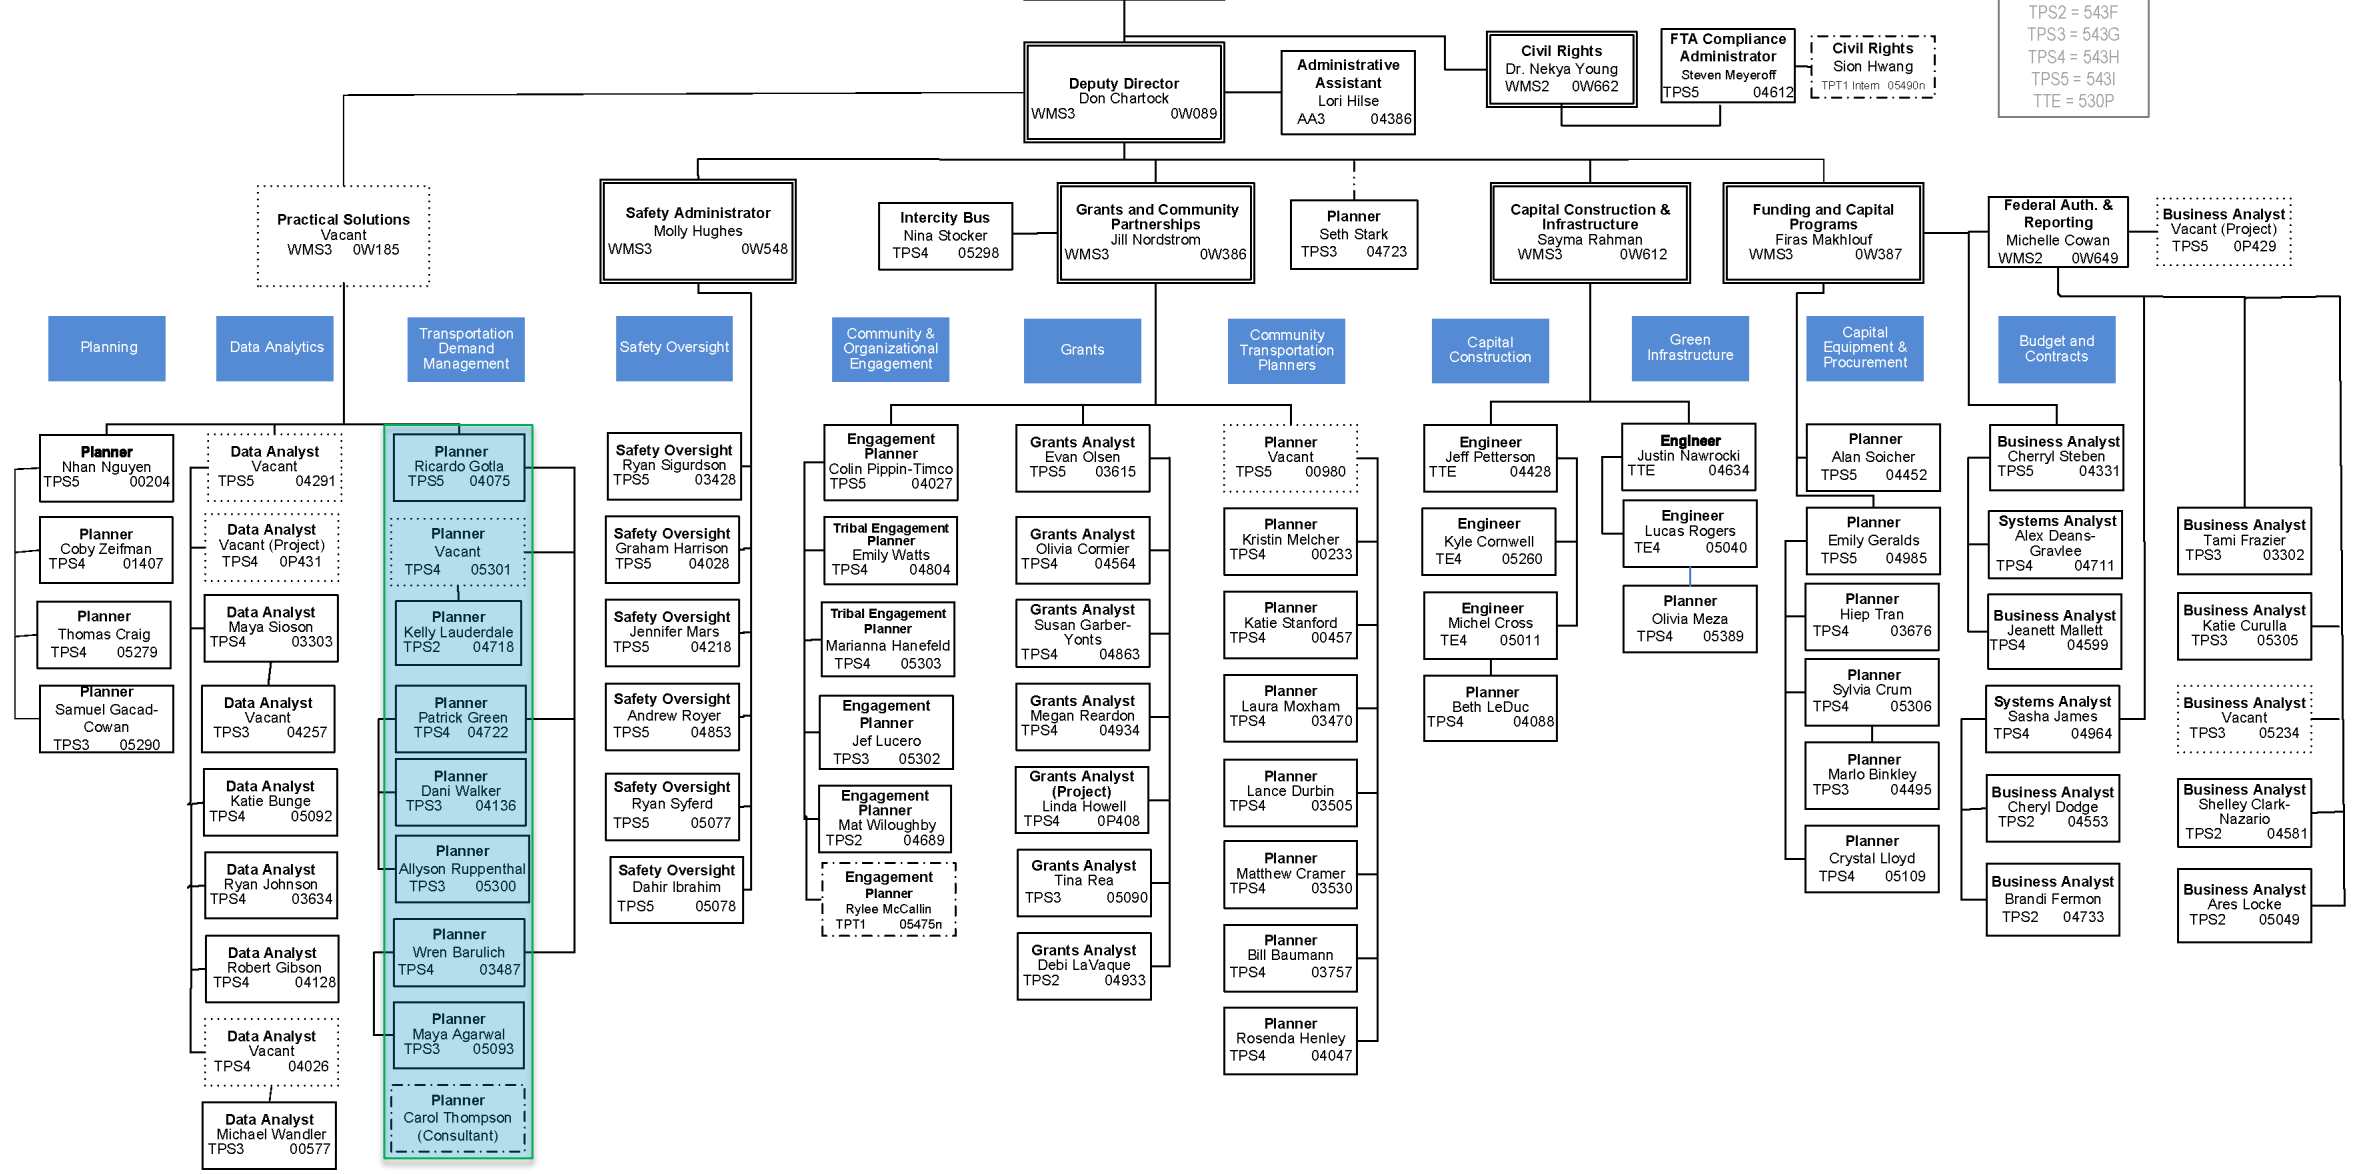 TPS2 = 543F
TPS3 = 543G
TPS4 = 543H
TPS5 = 543I
TTE = 530P
Deputy Director
Don Chartock
WMS3 0W089
Administrative
Assistant
Lori Hilse
AA3 04386
Civil Rights
Dr. Nekya Young
WMS2 0W662
FTA Compliance
Administrator
Steven Meyeroff
TPS5 04612
Civil Rights
Sion Hwang
TPT1 Intern 05490n
Practical Solutions
Vacant
WMS3 0W185
Safety Administrator
Molly Hughes
WMS3 0W548
Intercity Bus
Nina Stocker
TPS4 05298
Grants and Community
Partnerships
Jill Nordstrom
WMS3 0W386
Planner
Seth Stark
TPS3 04723
Capital Construction &
Infrastructure
Sayma Rahman
WMS3 0W612
Funding and Capital
Programs
Firas Makhlouf
WMS3 0W387
Federal Auth. &
Reporting
Michelle Cowan
WMS2 0W649
Business Analyst
Vacant (Project)
TPS5 0P429
Planning
Data Analytics
Transportation
Demand
Management
Safety Oversight
Community &
Organizational
Engagement
Grants
Community
Transportation
Planners
Capital
Construction
Green
Infrastructure
Capital
Equipment &
Procurement
Budget and
Contracts
Planner
Nhan Nguyen
TPS5 00204
Planner
Coby Zeifman
TPS4 01407
Planner
Thomas Craig
TPS4 05279
Planner
Samuel Gacad-
Cowan
TPS3 05290
Data Analyst
Vacant
TPS5 04291
Data Analyst
Vacant (Project)
TPS4 0P431
Data Analyst
Maya Sioson
TPS4 03303
Data Analyst
Vacant
TPS3 04257
Data Analyst
Katie Bunge
TPS4 05092
Data Analyst
Ryan Johnson
TPS4 03634
Data Analyst
Robert Gibson
TPS4 04128
Data Analyst
Vacant
TPS4 04026
Data Analyst
Michael Wandler
TPS3 00577
Planner
Ricardo Gotla
TPS5 04075
Planner
Vacant
TPS4 05301
Planner
Kelly Lauderdale
TPS2 04718
Planner
Patrick Green
TPS4 04722
Planner
Dani Walker
TPS3 04136
Planner
Allyson Ruppenthal
TPS3 05300
Planner
Wren Barulich
TPS4 03487
Planner
Maya Agarwal
TPS3 05093
Planner
Carol Thompson
(Consultant)
Safety Oversight
Ryan Sigurdson
TPS5 03428
Safety Oversight
Graham Harrison
TPS5 04028
Safety Oversight
Jennifer Mars
TPS5 04218
Safety Oversight
Andrew Royer
TPS5 04853
Safety Oversight
Ryan Syferd
TPS5 05077
Safety Oversight
Dahir Ibrahim
TPS5 05078
Engagement
Planner
Colin Pippin-Timco
TPS5 04027
Tribal Engagement
Planner
Emily Watts
TPS4 04804
Tribal Engagement
Planner
Marianna Hanefeld
TPS4 05303
Engagement
Planner
Jef Lucero
TPS3 05302
Engagement
Planner
Mat Wiloughby
TPS2 04689
Engagement
Planner
Rylee McCallin
TPT1 05475n
Grants Analyst
Evan Olsen
TPS5 03615
Grants Analyst
Olivia Cormier
TPS4 04564
Grants Analyst
Susan Garber-
Yonts
TPS4 04863
Grants Analyst
Megan Reardon
TPS4 04934
Grants Analyst
(Project)
Linda Howell
TPS4 0P408
Grants Analyst
Tina Rea
TPS3 05090
Grants Analyst
Debi LaVaque
TPS2 04933
Planner
Vacant
TPS5 00980
Planner
Kristin Melcher
TPS4 00233
Planner
Katie Stanford
TPS4 00457
Planner
Laura Moxham
TPS4 03470
Planner
Lance Durbin
TPS4 03505
Planner
Matthew Cramer
TPS4 03530
Planner
Bill Baumann
TPS4 03757
Planner
Rosenda Henley
TPS4 04047
Engineer
Jeff Petterson
TTE 04428
Engineer
Kyle Cornwell
TE4 05260
Engineer
Michel Cross
TE4 05011
Planner
Beth LeDuc
TPS4 04088
Engineer
Justin Nawrocki
TTE 04634
Engineer
Lucas Rogers
TE4 05040
Planner
Olivia Meza
TPS4 05389
Planner
Alan Soicher
TPS5 04452
Planner
Emily Geralds
TPS5 04985
Planner
Hiep Tran
TPS4 03676
Planner
Sylvia Crum
TPS4 05306
Planner
Marlo Binkley
TPS3 04495
Planner
Crystal Lloyd
TPS4 05109
Business Analyst
Cherryl Steben
TPS5 04331
Systems Analyst
Alex Deans-
Gravlee
TPS4 04711
Business Analyst
Jeanett Mallett
TPS4 04599
Systems Analyst
Sasha James
TPS4 04964
Business Analyst
Cheryl Dodge
TPS2 04553
Business Analyst
Brandi Fermon
TPS2 04733
Business Analyst
Tami Frazier
TPS3 03302
Business Analyst
Katie Curulla
TPS3 05305
Business Analyst
Vacant
TPS3 05234
Business Analyst
Shelley Clark-
Nazario
TPS2 04581
Business Analyst
Ares Locke
TPS2 05049